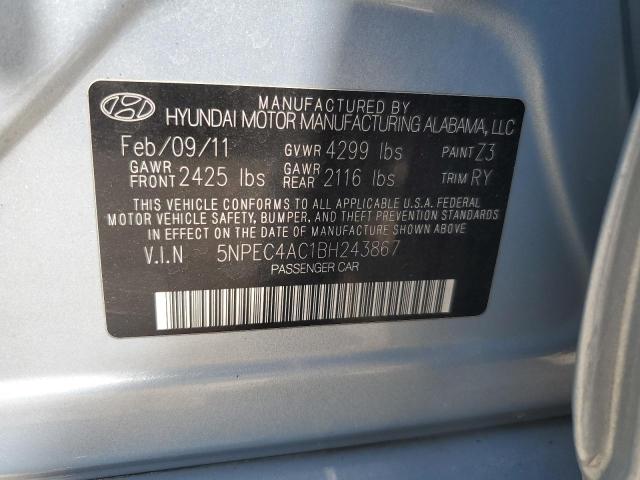 MANUFACTURED BY
HYUNDAI MOTOR MANUFACTURING ALABAMA, LLC
Feb/09/11 GVWR 4299 lbs PAINT Z3
GAWR FRONT 2425 lbs GAWR REAR 2116 lbs TRIM RY
THIS VEHICLE CONFORMS TO ALL APPLICABLE U.S.A. FEDERAL
MOTOR VEHICLE SAFETY, BUMPER, AND THEFT PREVENTION STANDARDS
IN EFFECT ON THE DATE OF MANUFACTURE SHOWN ABOVE.
V.I.N 5NPEC4AC1BH243867
PASSENGER CAR